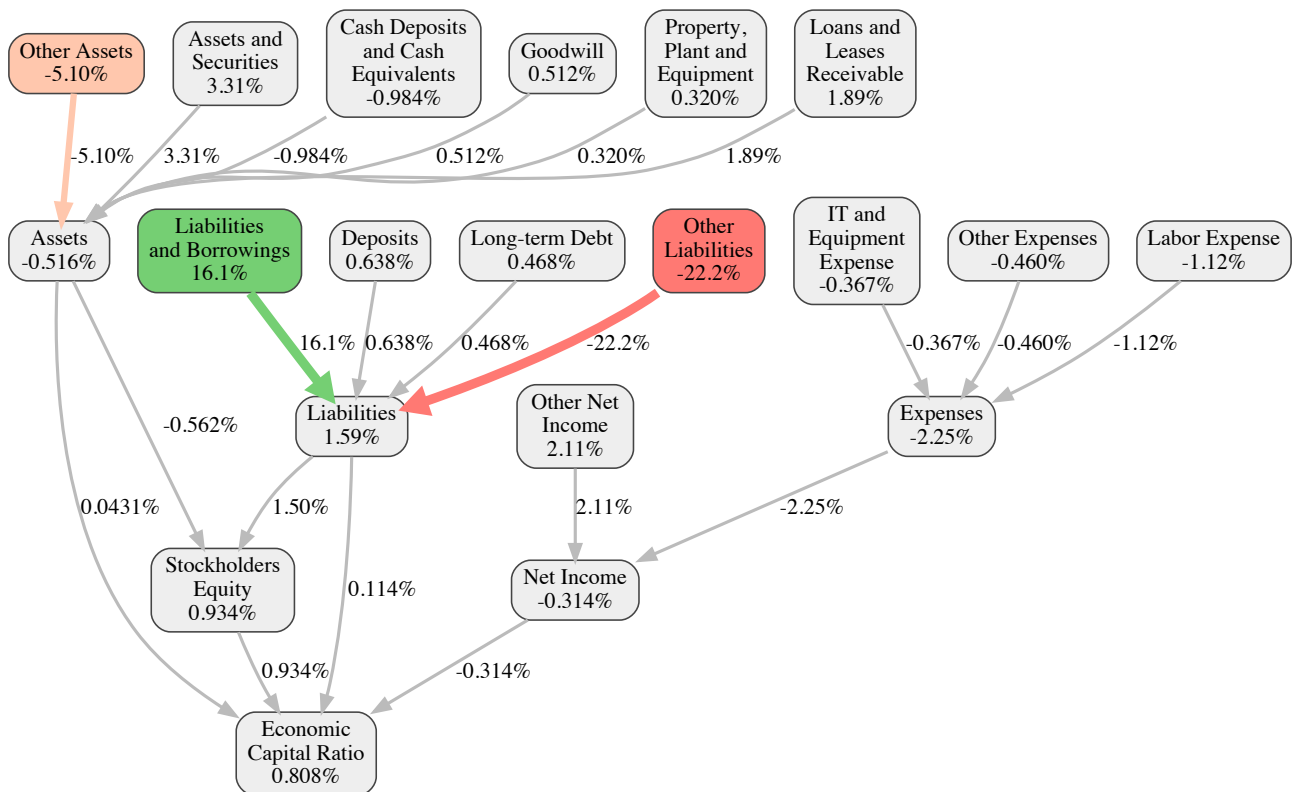 Other Assets
-5.10%
Assets and
Securities
3.31%
Cash Deposits
and Cash
Equivalents
-0.984%
Goodwill
0.512%
Property,
Plant and
Equipment
0.320%
Loans and
Leases
Receivable
1.89%
-5.10%
3.31%
-0.984%
0.512%
0.320%
1.89%
Assets
-0.516%
Liabilities
and Borrowings
16.1%
Deposits
0.638%
Long-term Debt
0.468%
Other
Liabilities
-22.2%
IT and
Equipment
Expense
-0.367%
Other Expenses
-0.460%
Labor Expense
-1.12%
16.1%
0.638%
0.468%
-22.2%
-0.367%
-0.460%
-1.12%
Liabilities
1.59%
Other Net
Income
2.11%
Expenses
-2.25%
-0.562%
0.0431%
1.50%
2.11%
-2.25%
Stockholders
Equity
0.934%
0.114%
Net Income
-0.314%
0.934%
-0.314%
Economic
Capital Ratio
0.808%